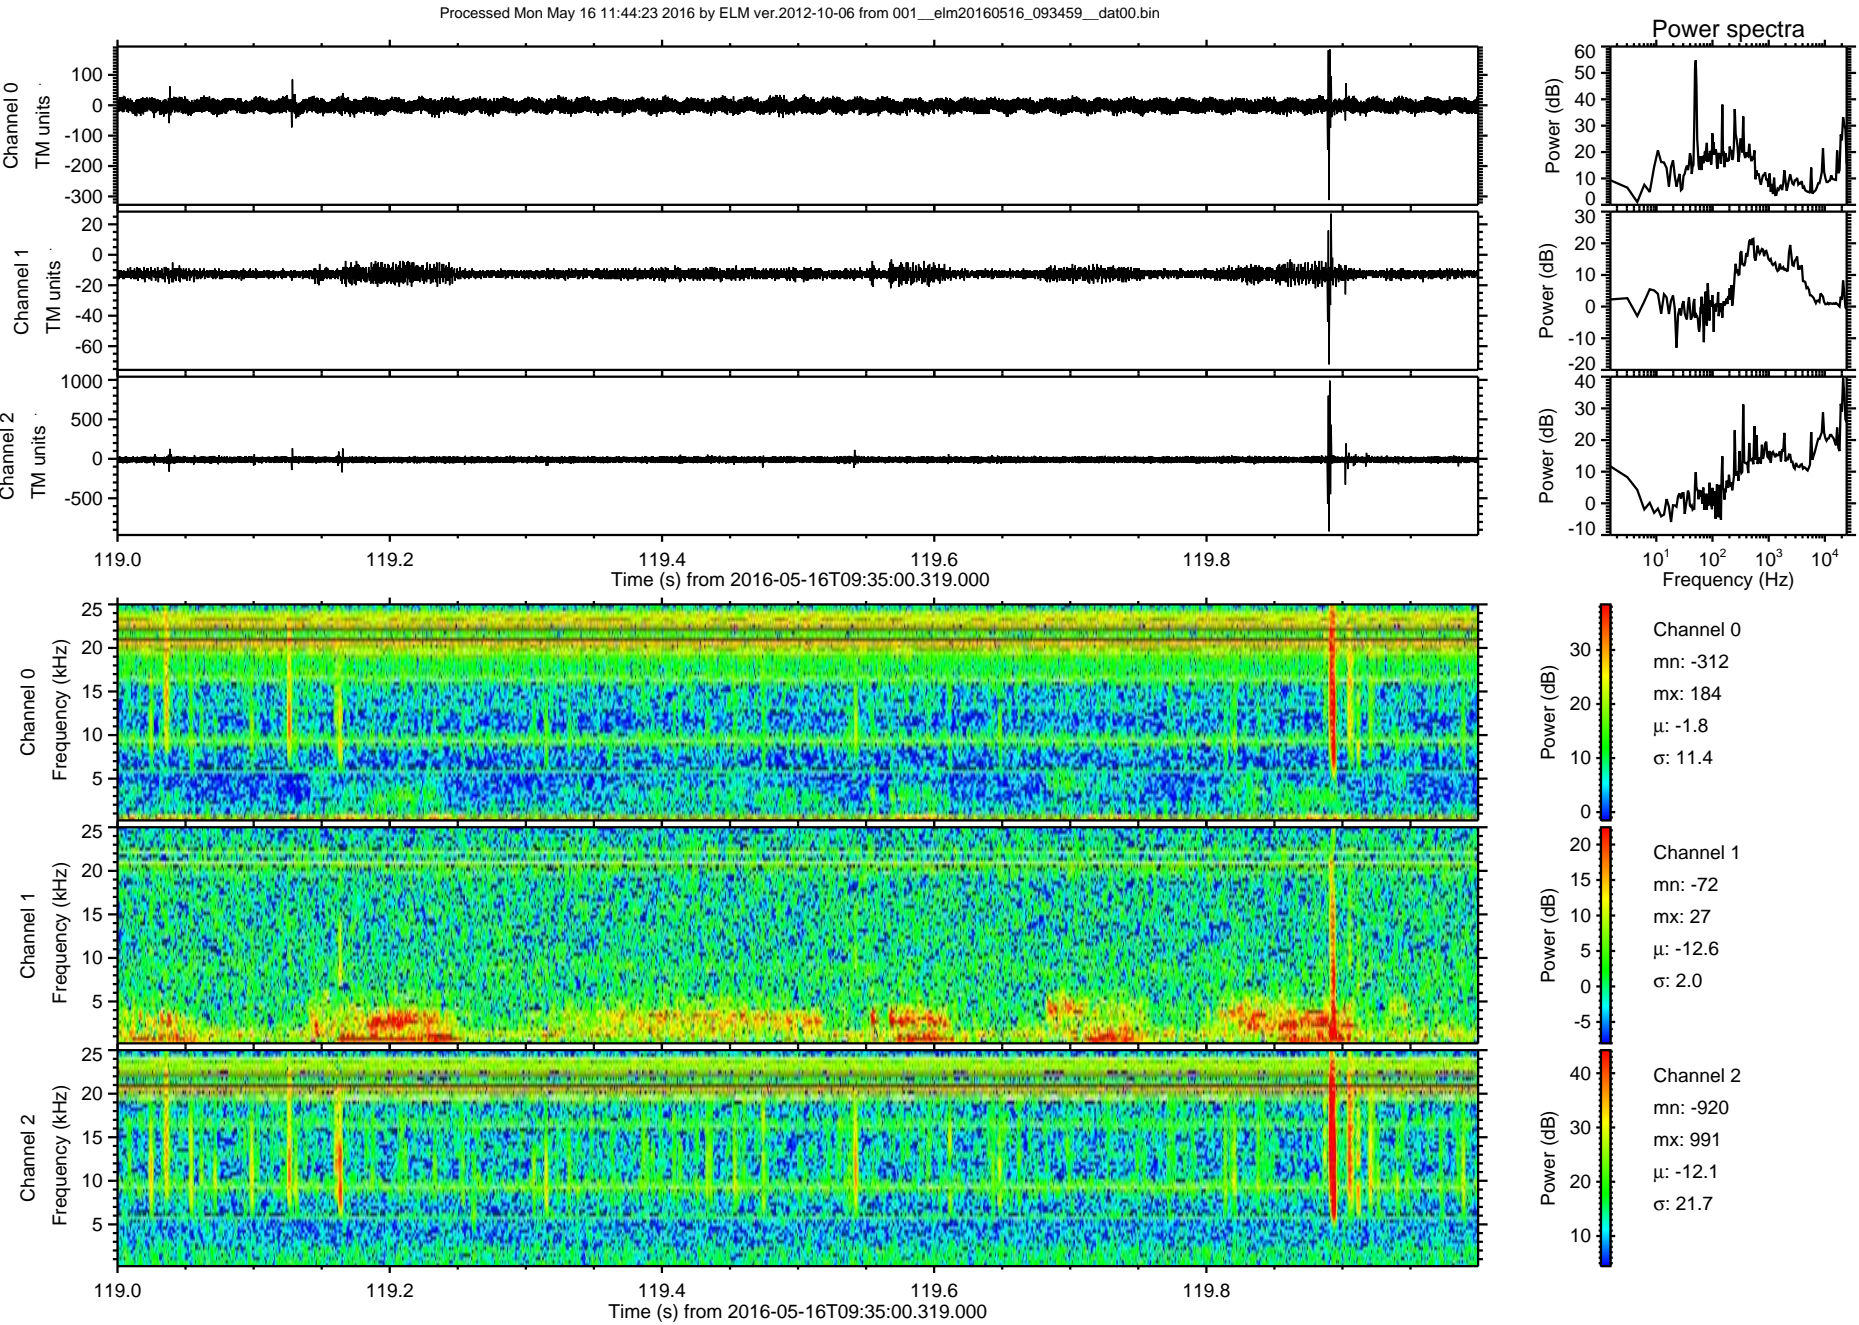 Processed Mon May 16 11:44:23 2016 by ELM ver.2012-10-06 from 001__elm20160516_093459__dat00.bin
Power spectra
Channel 0
TM units
100
0
-100
-200
-300
Power (dB)
60
50
40
30
20
10
0
Channel 1
TM units
20
0
-20
-40
-60
Power (dB)
30
20
10
0
-10
-20
Channel 2
TM units
1000
500
0
-500
Power (dB)
40
30
20
10
0
-10
119.0 119.2 119.4 119.6 119.8
Time (s) from 2016-05-16T09:35:00.319.000
10^1 10^2 10^3 10^4
Frequency (Hz)
Channel 0
Frequency (kHz)
25
20
15
10
5
Power (dB)
30
20
10
0
Channel 0
mn: -312
mx: 184
μ: -1.8
σ: 11.4
Channel 1
Frequency (kHz)
25
20
15
10
5
Power (dB)
20
15
10
5
0
-5
Channel 1
mn: -72
mx: 27
μ: -12.6
σ: 2.0
Channel 2
Frequency (kHz)
25
20
15
10
5
Power (dB)
40
30
20
10
Channel 2
mn: -920
mx: 991
μ: -12.1
σ: 21.7
119.0 119.2 119.4 119.6 119.8
Time (s) from 2016-05-16T09:35:00.319.000